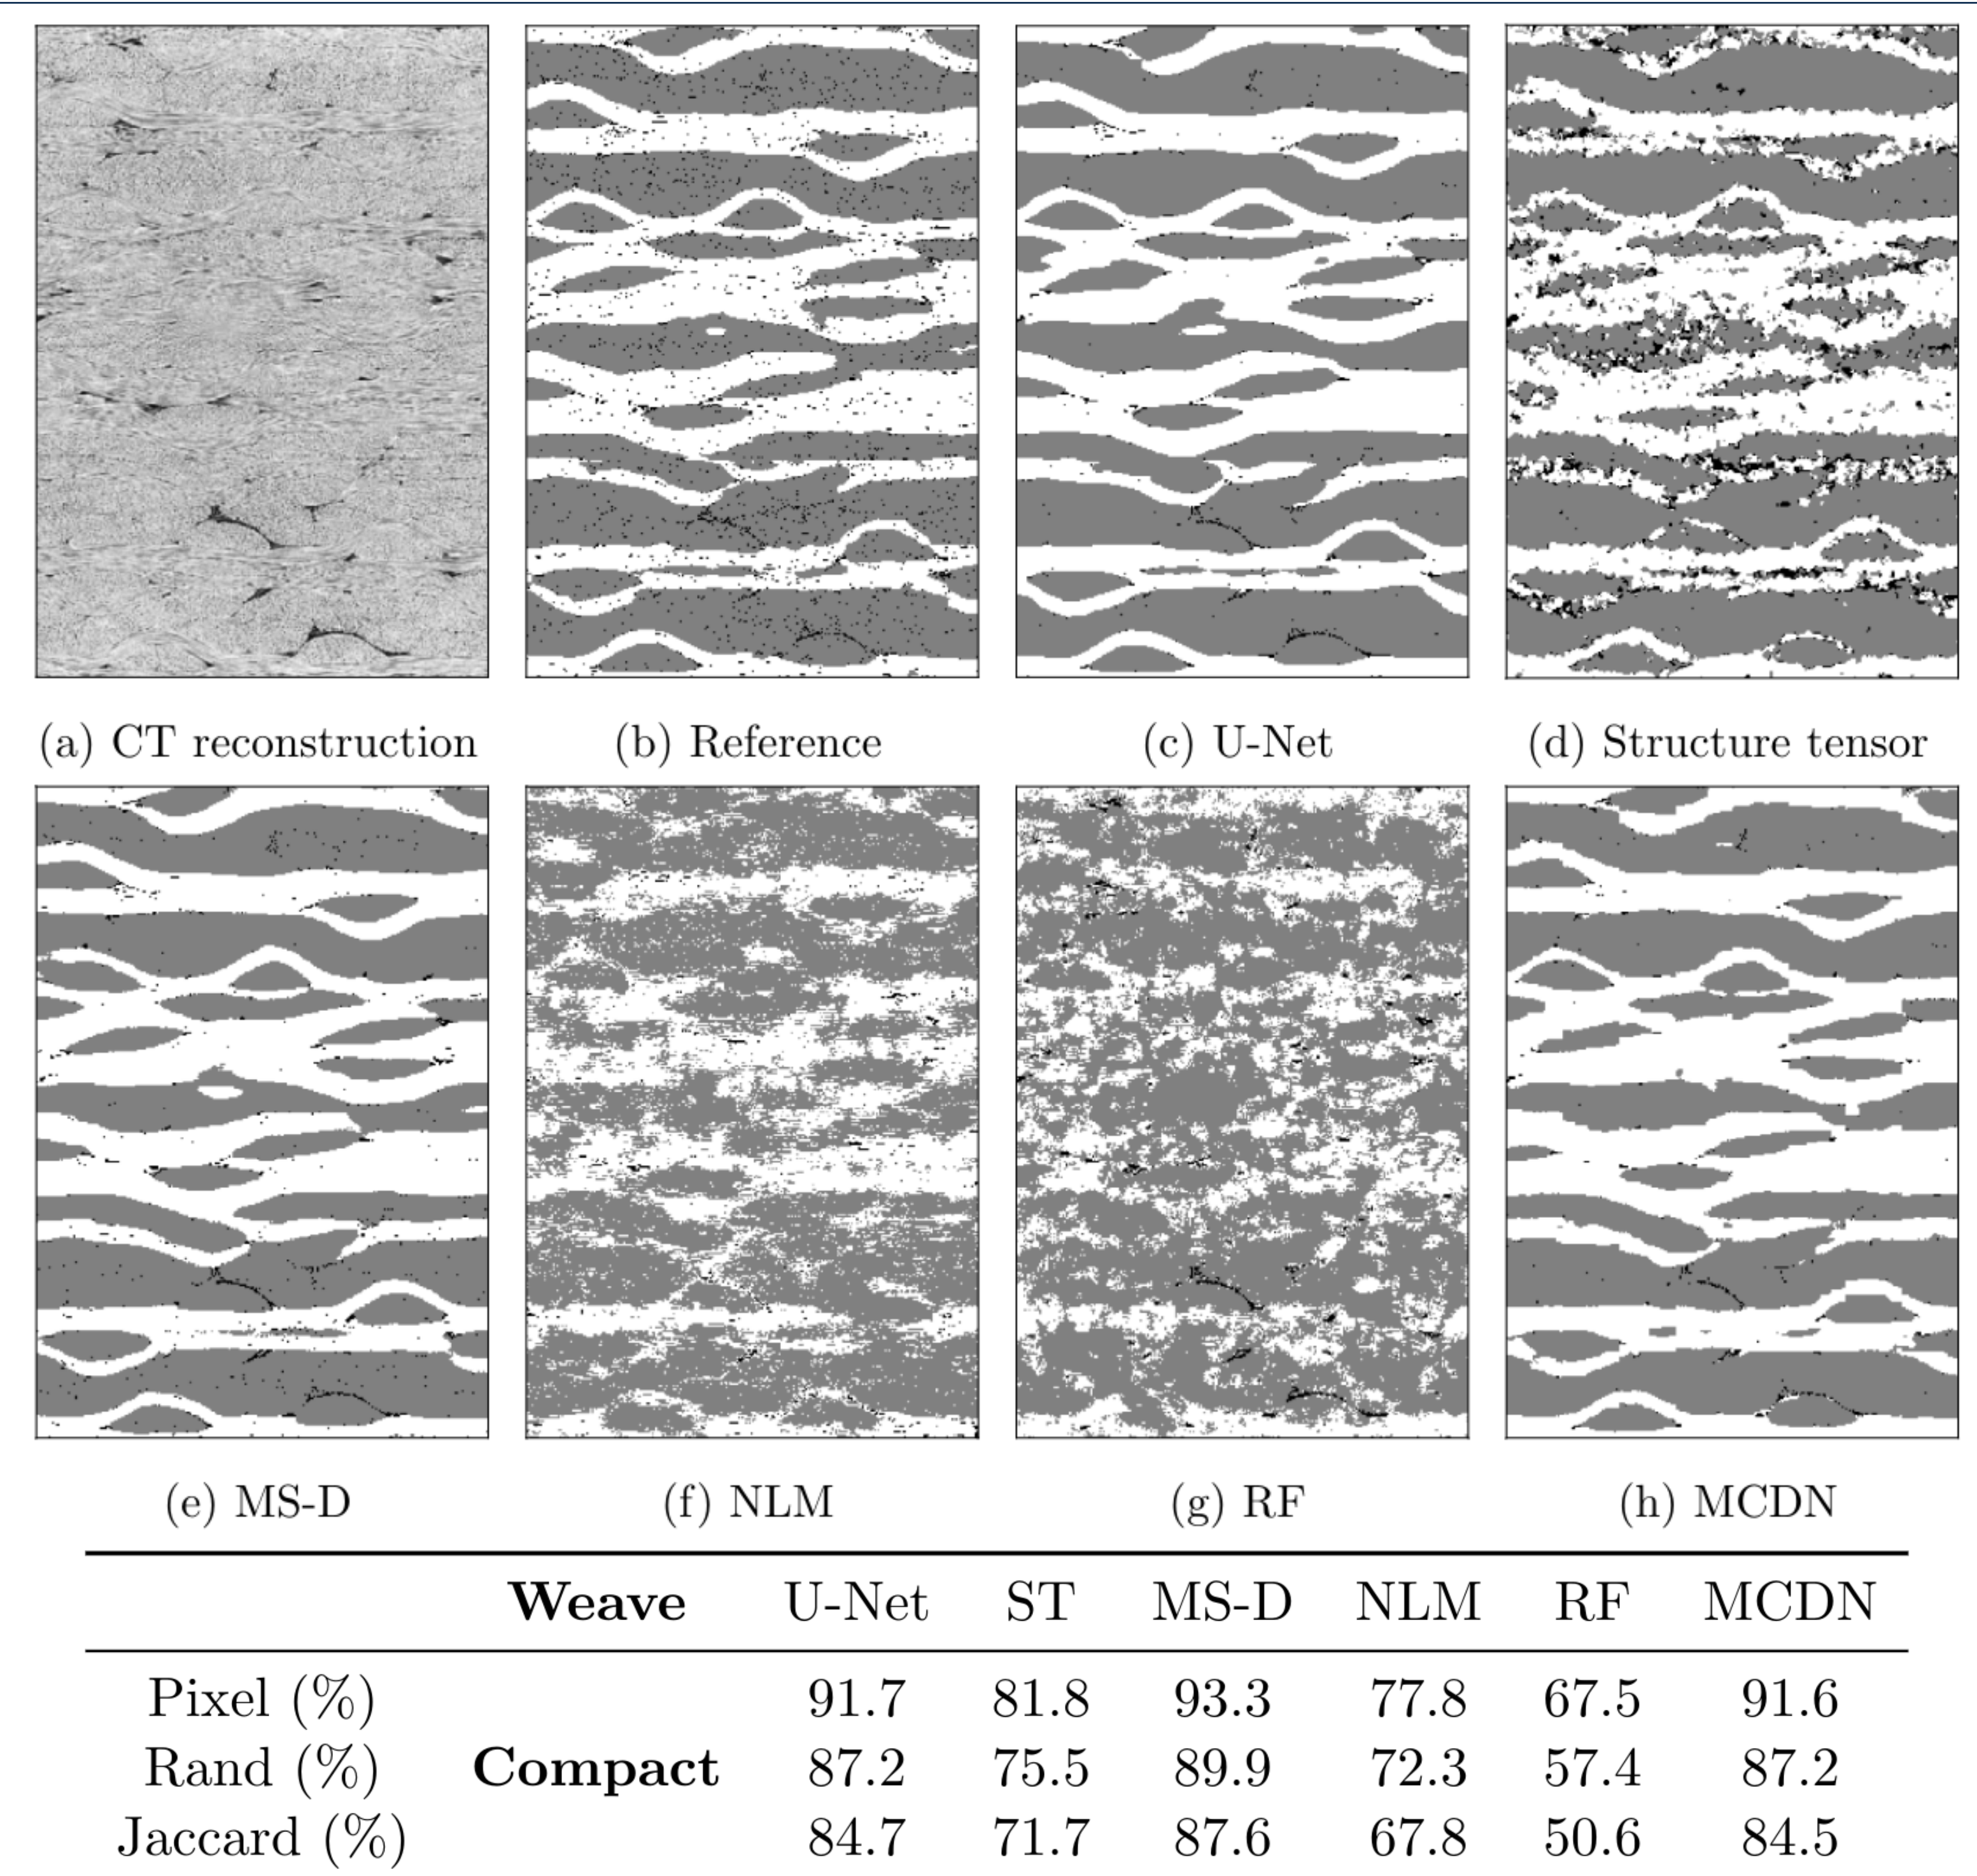 (a) CT reconstruction
(b) Reference
(c) U-Net
(d) Structure tensor
(e) MS-D
(f) NLM
(g) RF
(h) MCDN
Weave U-Net ST MS-D NLM RF MCDN
Pixel (%) 91.7 81.8 93.3 77.8 67.5 91.6
Rand (%) Compact 87.2 75.5 89.9 72.3 57.4 87.2
Jaccard (%) 84.7 71.7 87.6 67.8 50.6 84.5